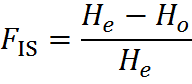 F_IS = (H_e − H_o) / H_e